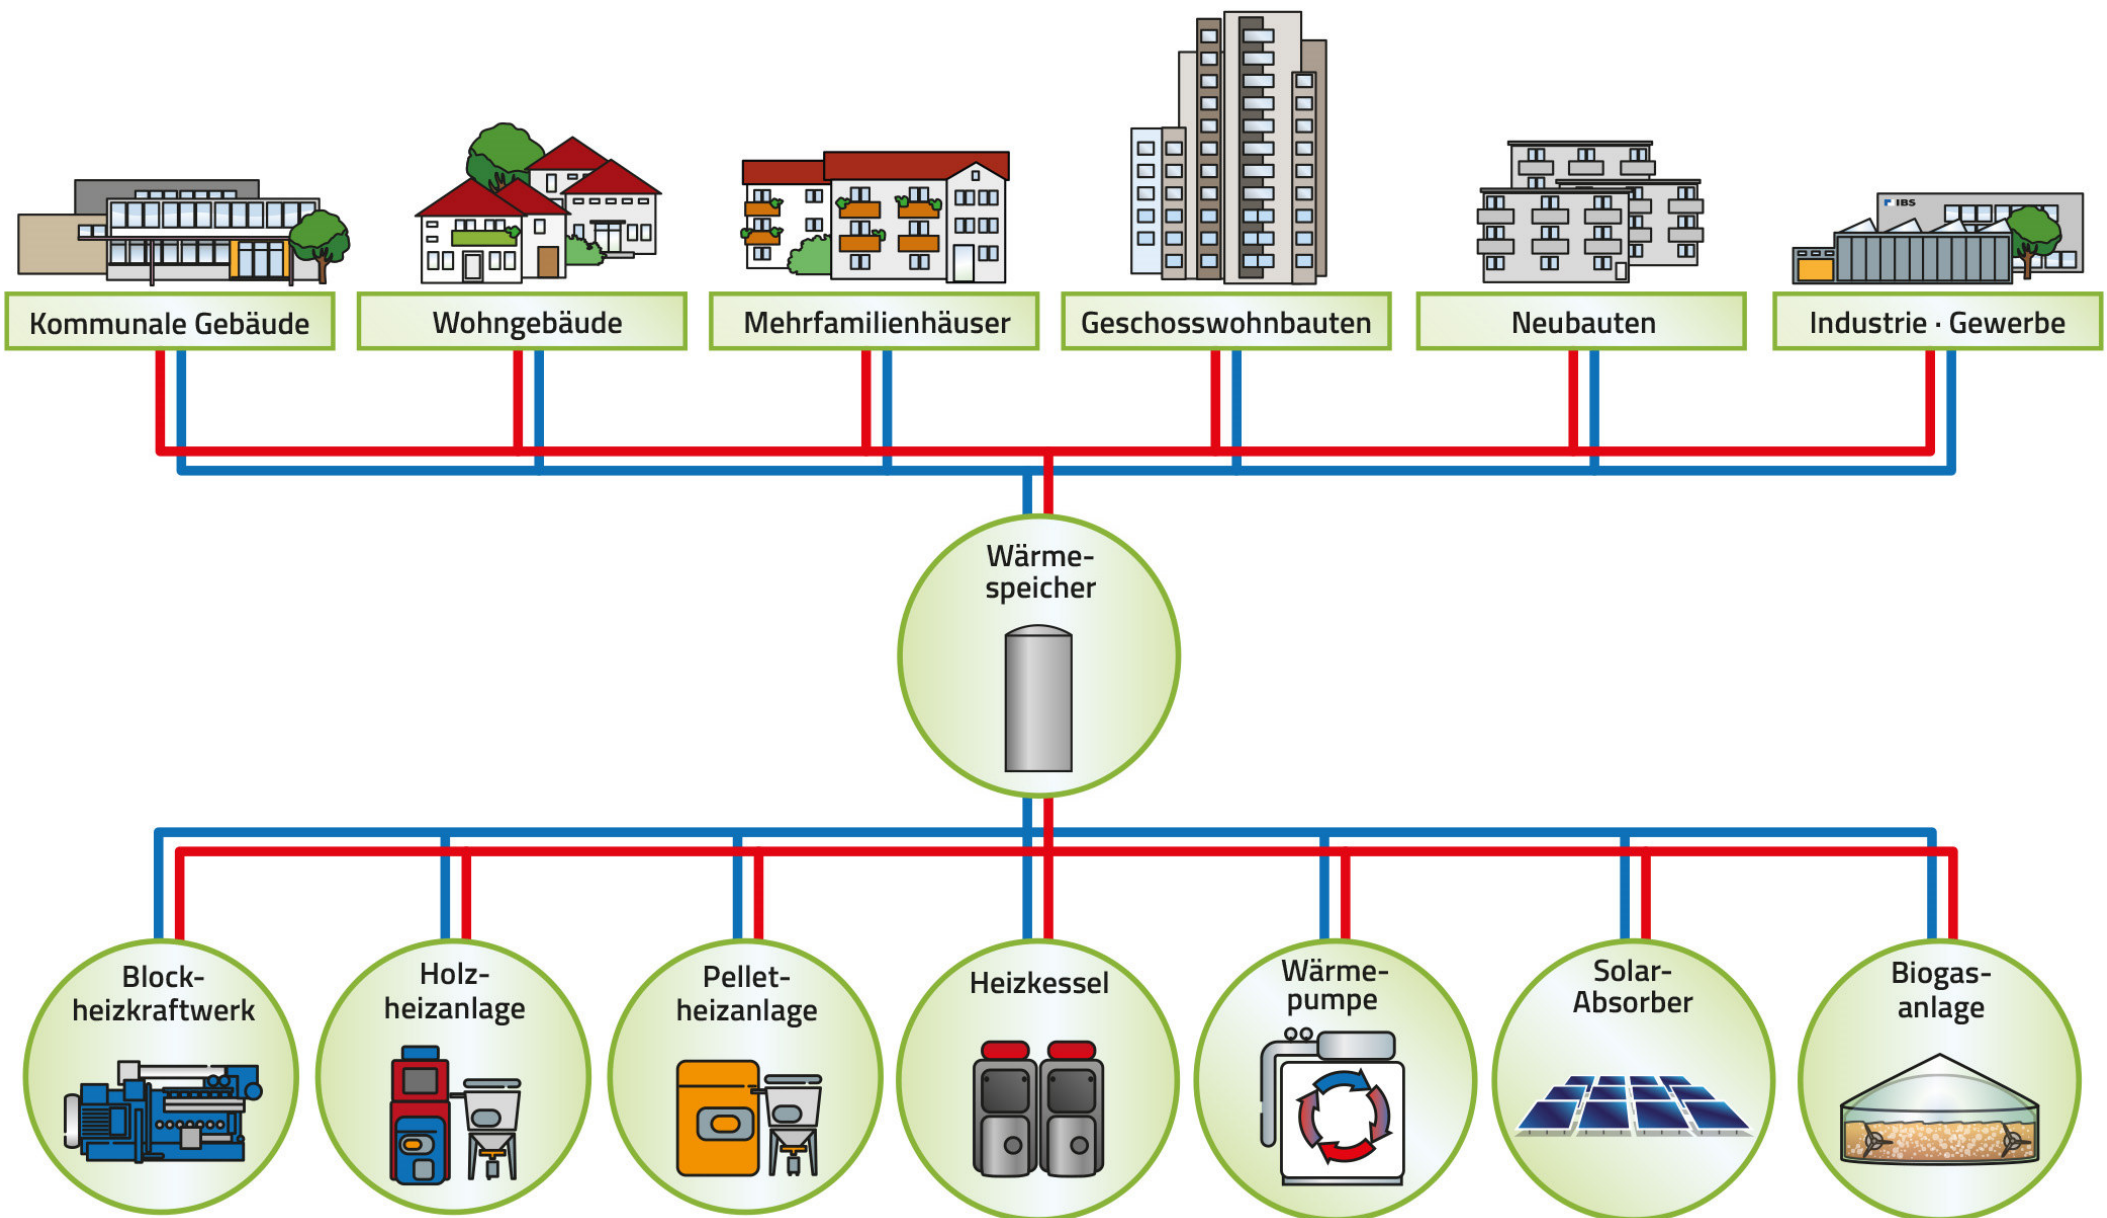 IBS
Kommunale Gebäude
Wohngebäude
Mehrfamilienhäuser
Geschosswohnbauten
Neubauten
Industrie · Gewerbe
Wärme-
speicher
Block-
heizkraftwerk
Holz-
heizanlage
Pellet-
heizanlage
Heizkessel
Wärme-
pumpe
Solar-
Absorber
Biogas-
anlage